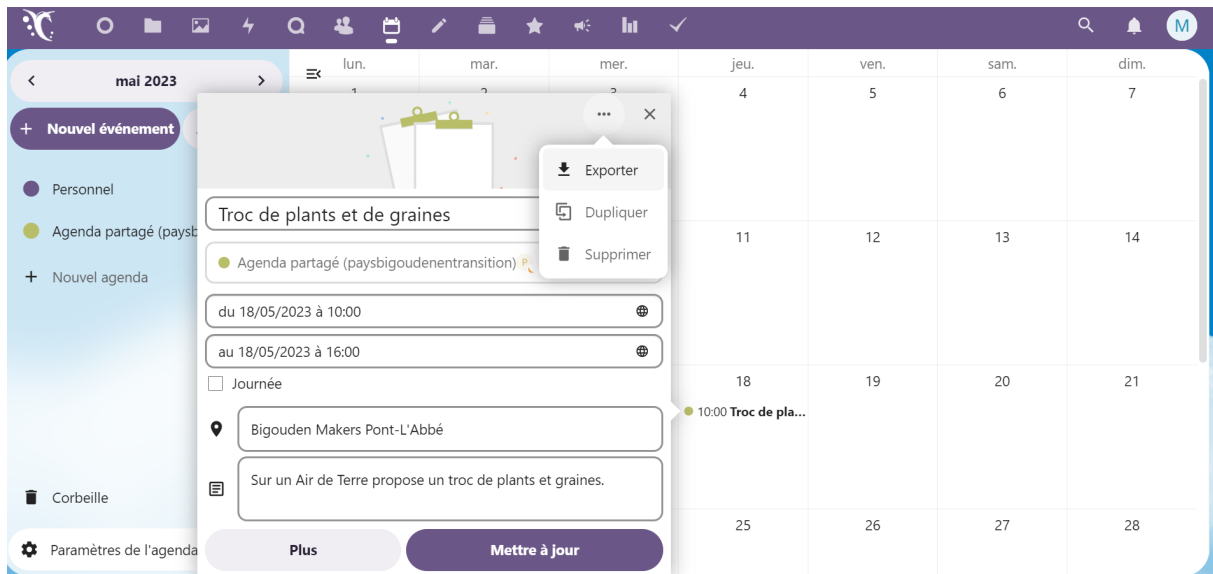 M
mai 2023
lun. mar. mer. jeu. ven. sam. dim.
1 2 3 4 5 6 7
Nouvel événement
Personnel
Agenda partagé (paysb
Nouvel agenda
Corbeille
Paramètres de l'agenda
Exporter
Dupliquer
Supprimer
Troc de plants et de graines
Agenda partagé (paysbigoudenentransition)
du 18/05/2023 à 10:00
au 18/05/2023 à 16:00
Journée
Bigouden Makers Pont-L'Abbé
Sur un Air de Terre propose un troc de plants et graines.
Plus
Mettre à jour
11 12 13 14
18 19 20 21
10:00 Troc de pla...
25 26 27 28